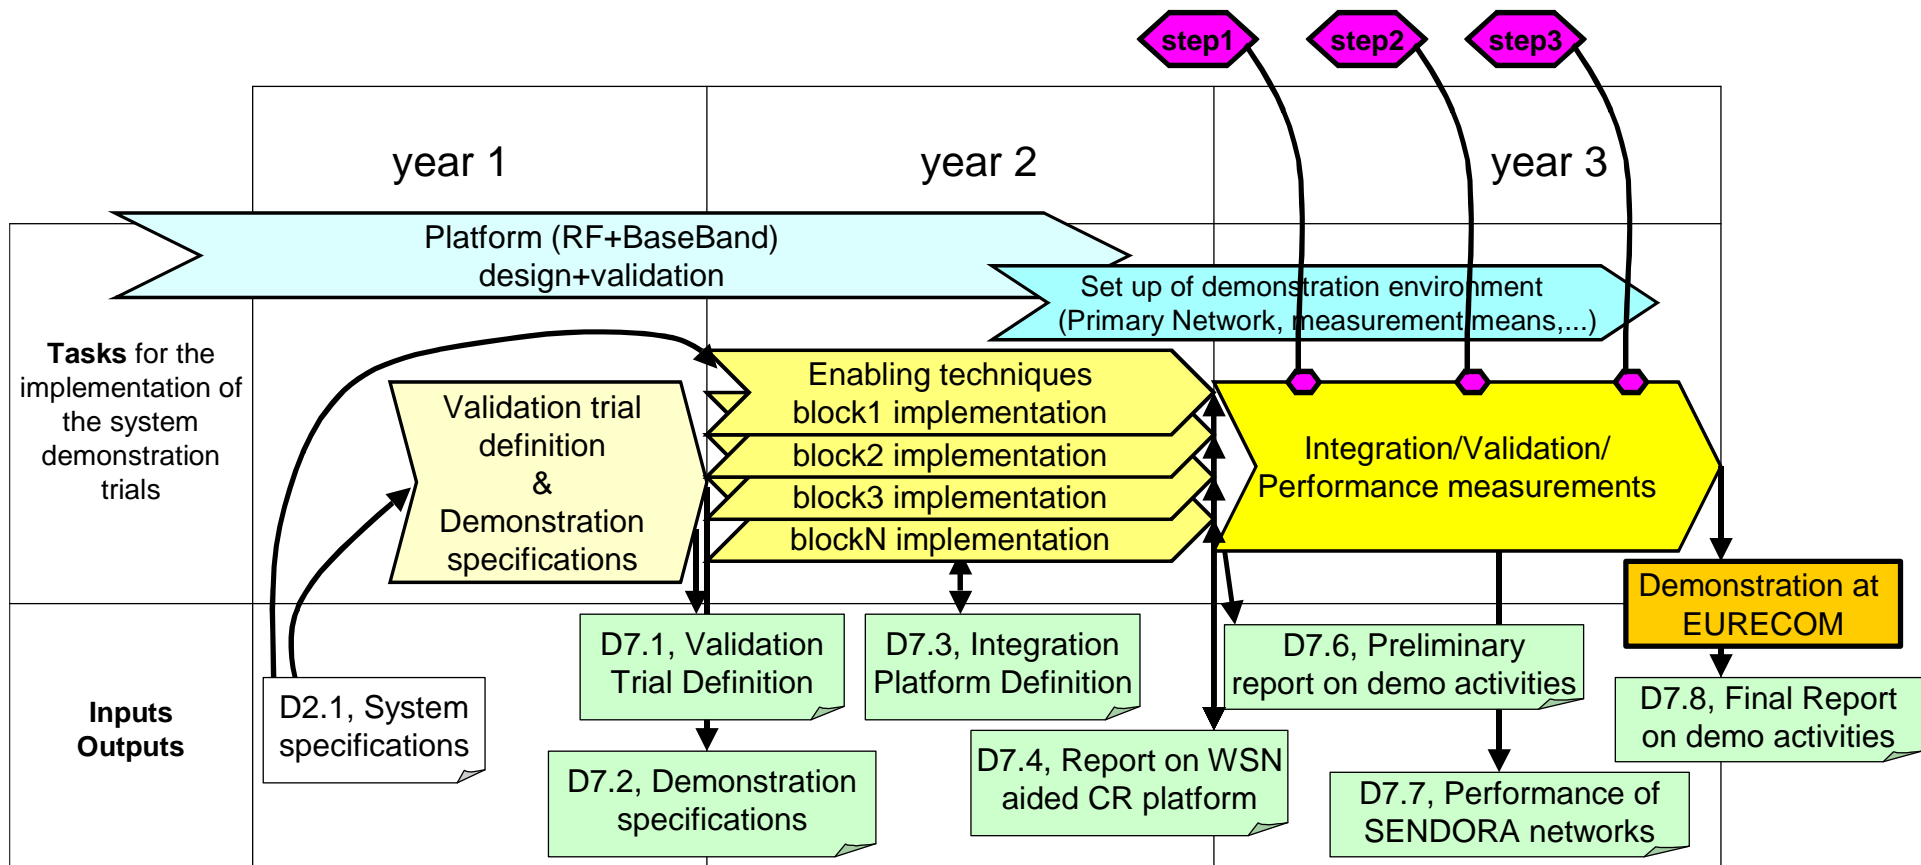 step1
step2
step3
year 1
year 2
year 3
Platform (RF+BaseBand)
design+validation
Set up of demonstration environment
(Primary Network, measurement means,...)
Tasks for the
implementation of
the system
demonstration
trials
Validation trial
definition
&
Demonstration
specifications
Enabling techniques
block1 implementation
block2 implementation
block3 implementation
blockN implementation
Integration/Validation/
Performance measurements
Demonstration at
EURECOM
Inputs
Outputs
D2.1, System
specifications
D7.1, Validation
Trial Definition
D7.2, Demonstration
specifications
D7.3, Integration
Platform Definition
D7.4, Report on WSN
aided CR platform
D7.6, Preliminary
report on demo activities
D7.7, Performance of
SENDORA networks
D7.8, Final Report
on demo activities